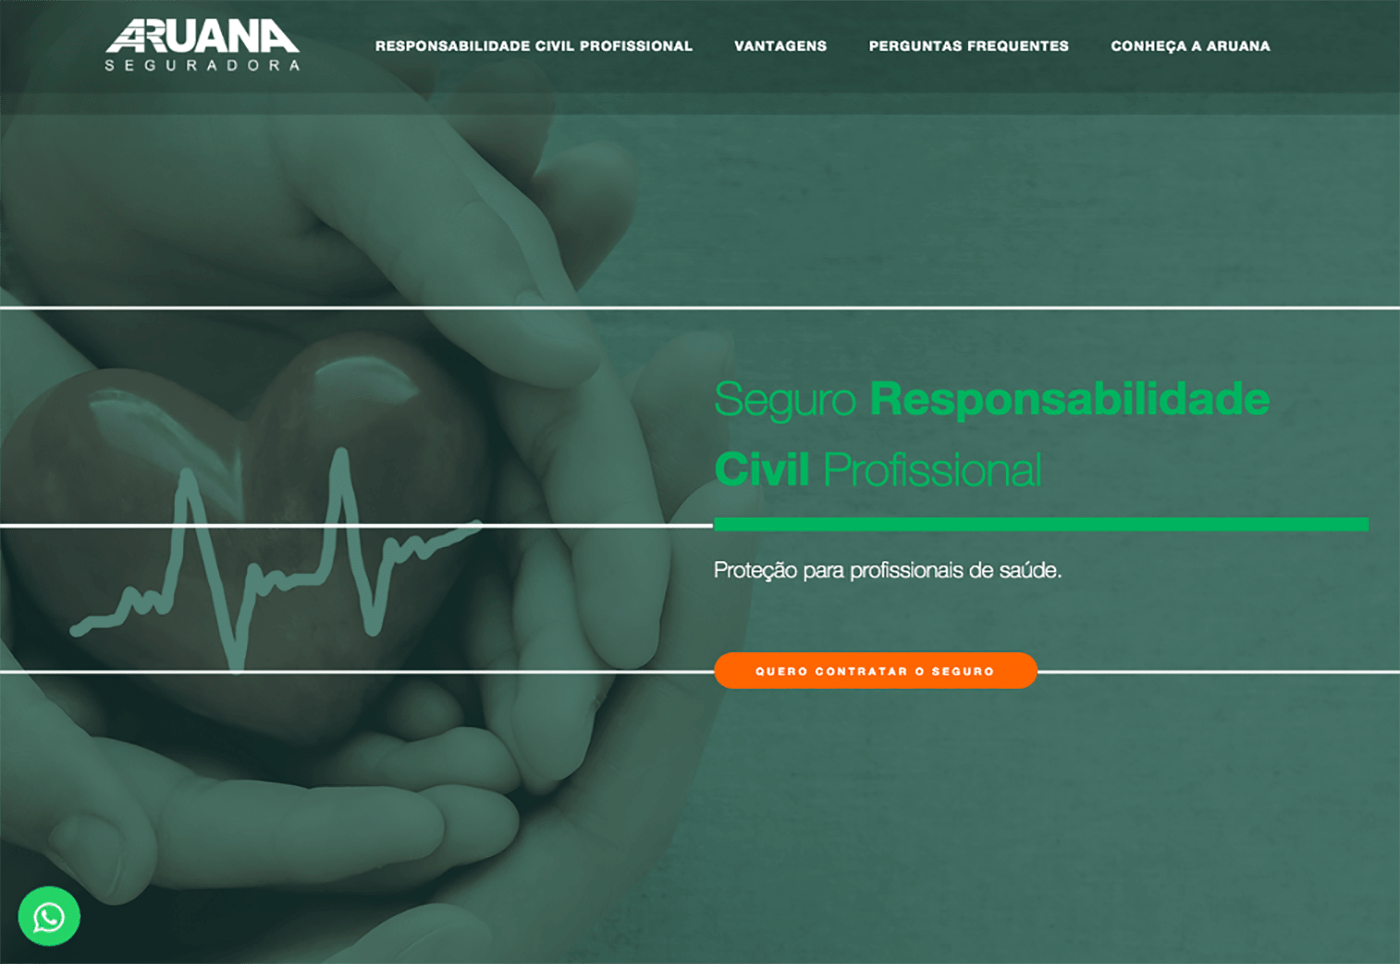 ARUANA
SEGURADORA
RESPONSABILIDADE CIVIL PROFISSIONAL
VANTAGENS
PERGUNTAS FREQUENTES
CONHEÇA A ARUANA
Seguro Responsabilidade
Civil Profissional
Proteção para profissionais de saúde.
QUERO CONTRATAR O SEGURO